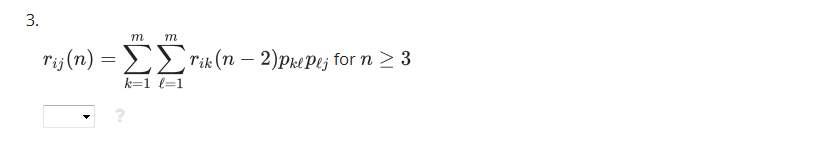 3.
r_{ij}(n) = \sum_{k=1}^{m} \sum_{\ell=1}^{m} r_{ik}(n − 2)p_{k\ell}p_{\ell j} for n ≥ 3
?